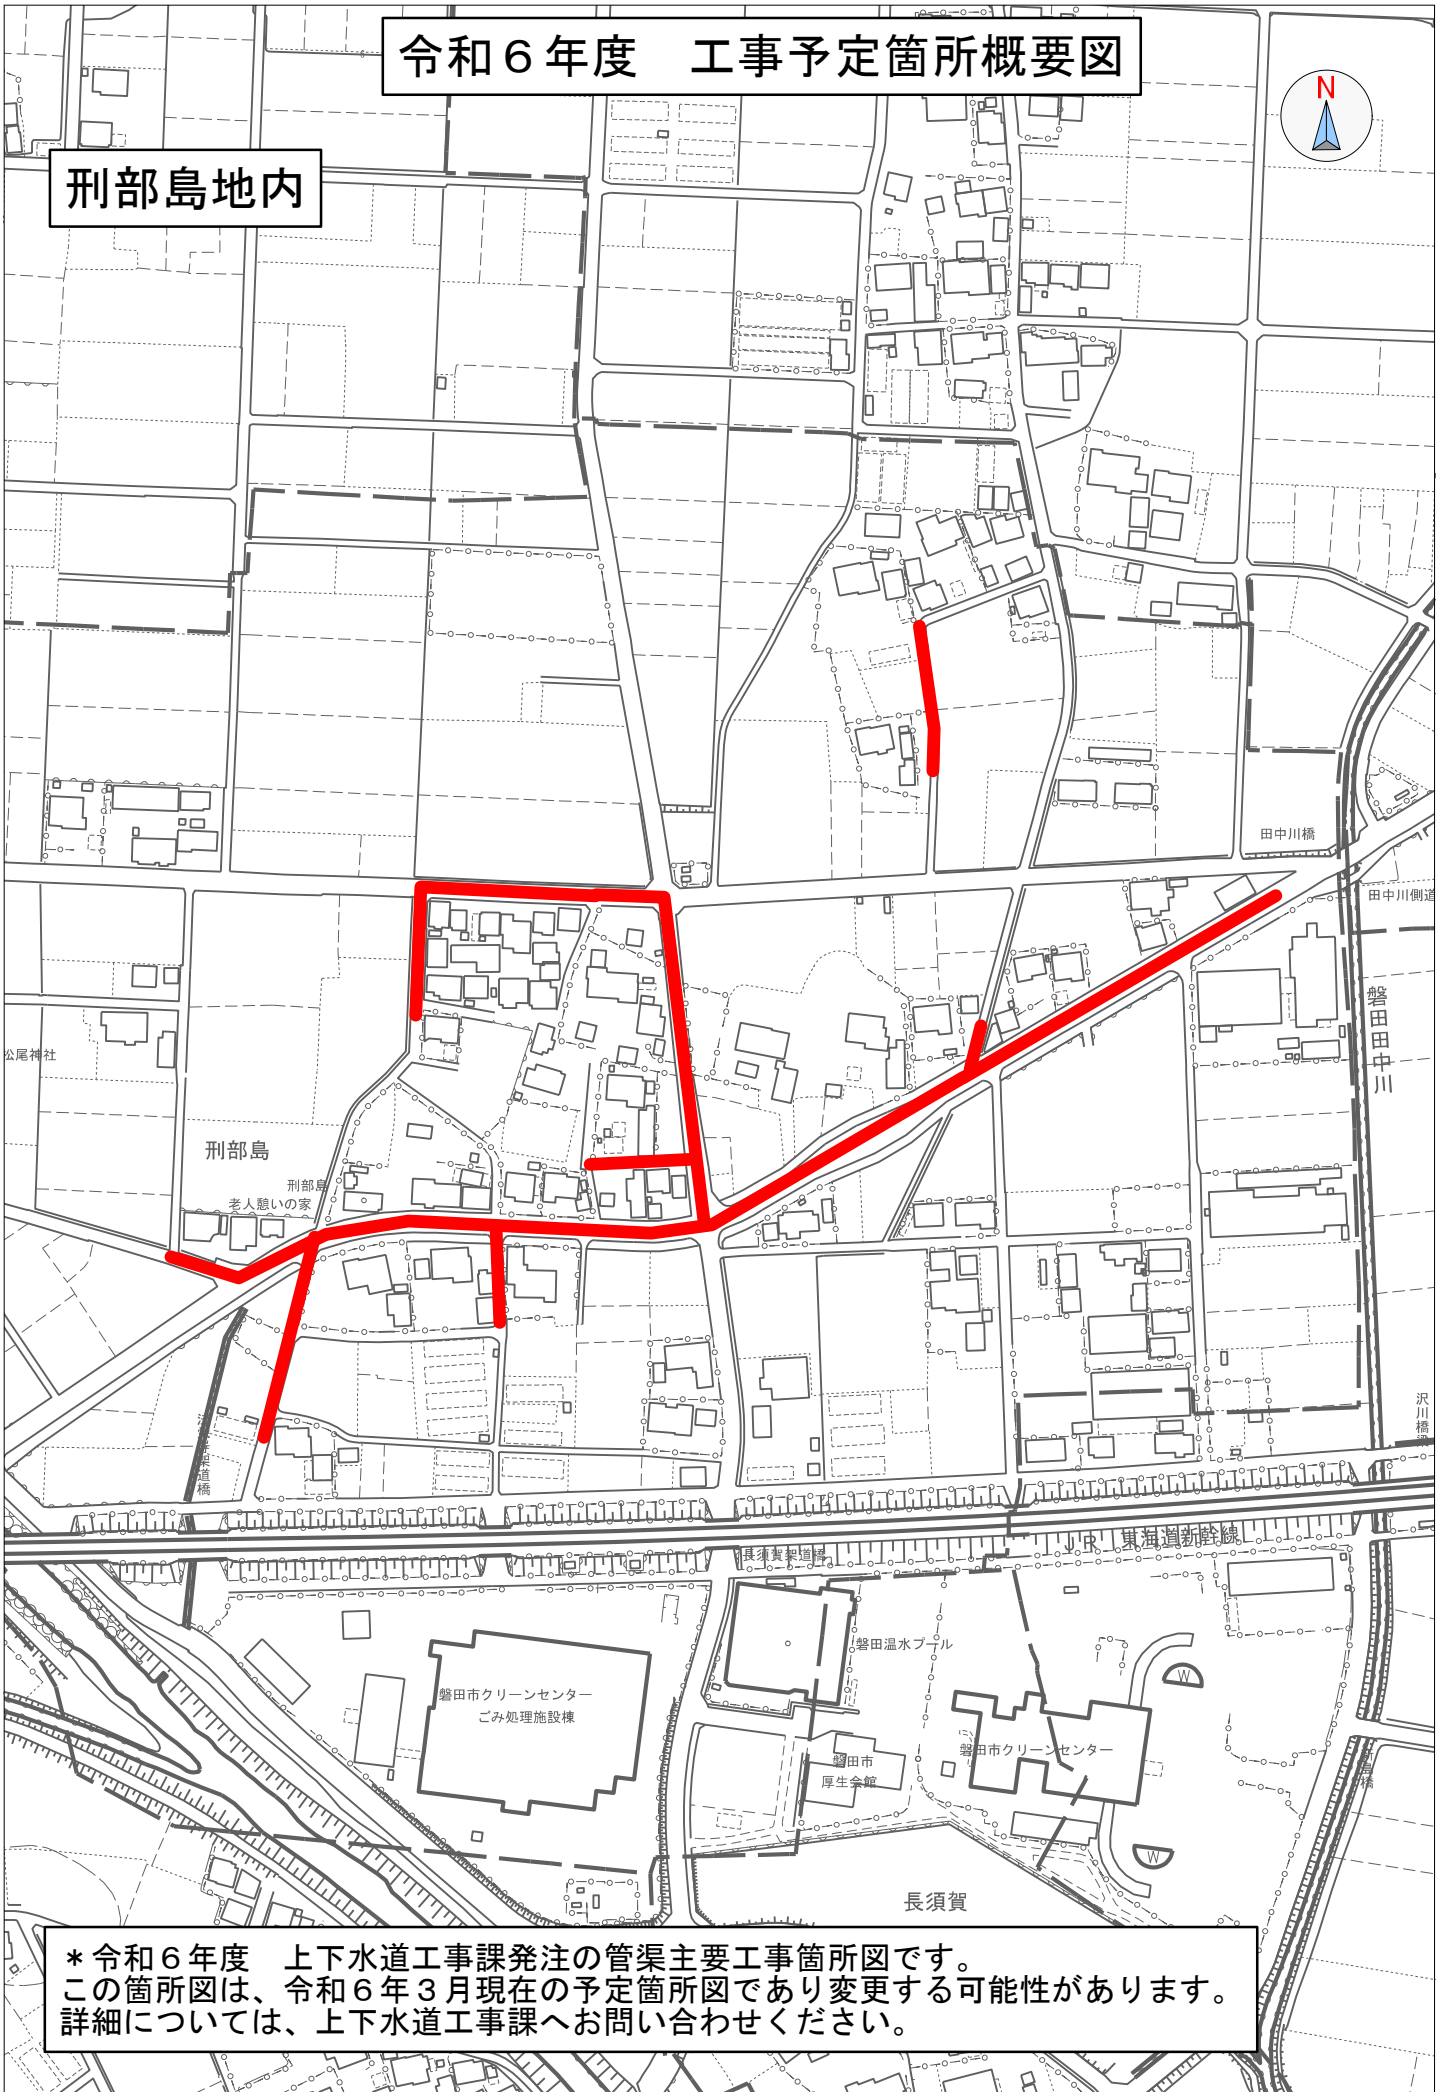 令和６年度　工事予定箇所概要図
N
刑部島地内
田中川橋
田中川側道
磐田田中川
松尾神社
刑部島
刑部島
老人憩いの家
沢川橋梁
道橋
長須賀架道橋
ＪＲ 東海道新幹線
磐田温水プール
W
磐田市クリーンセンター
ごみ処理施設棟
磐田市クリーンセンター
磐田市
厚生会館
島橋
W
長須賀
＊令和６年度　上下水道工事課発注の管渠主要工事箇所図です。
この箇所図は、令和６年３月現在の予定箇所図であり変更する可能性があります。
詳細については、上下水道工事課へお問い合わせください。